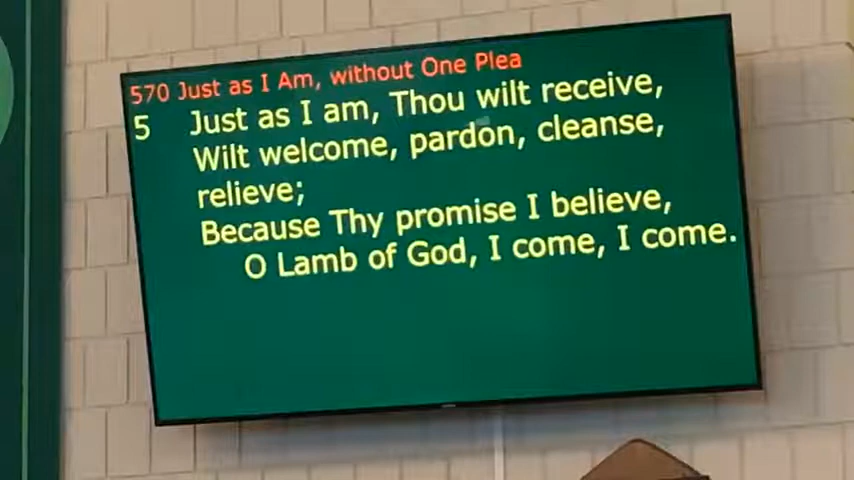 570 Just as I Am, without One Plea
5 Just as I am, Thou wilt receive,
Wilt welcome, pardon, cleanse,
relieve;
Because Thy promise I believe,
O Lamb of God, I come, I come.